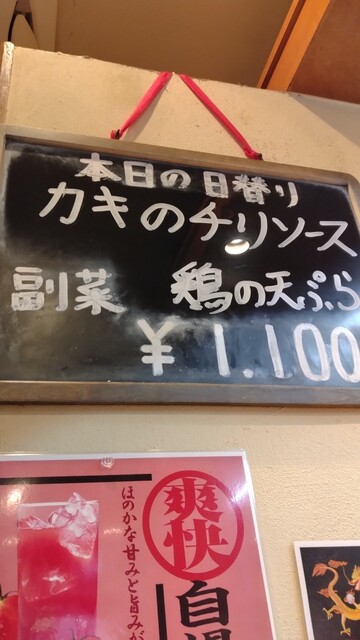 本日の日替り
カキのチリソース
副菜 鶏の天ぷら
¥1.100
爽快
ほのかな甘みと旨みが
自